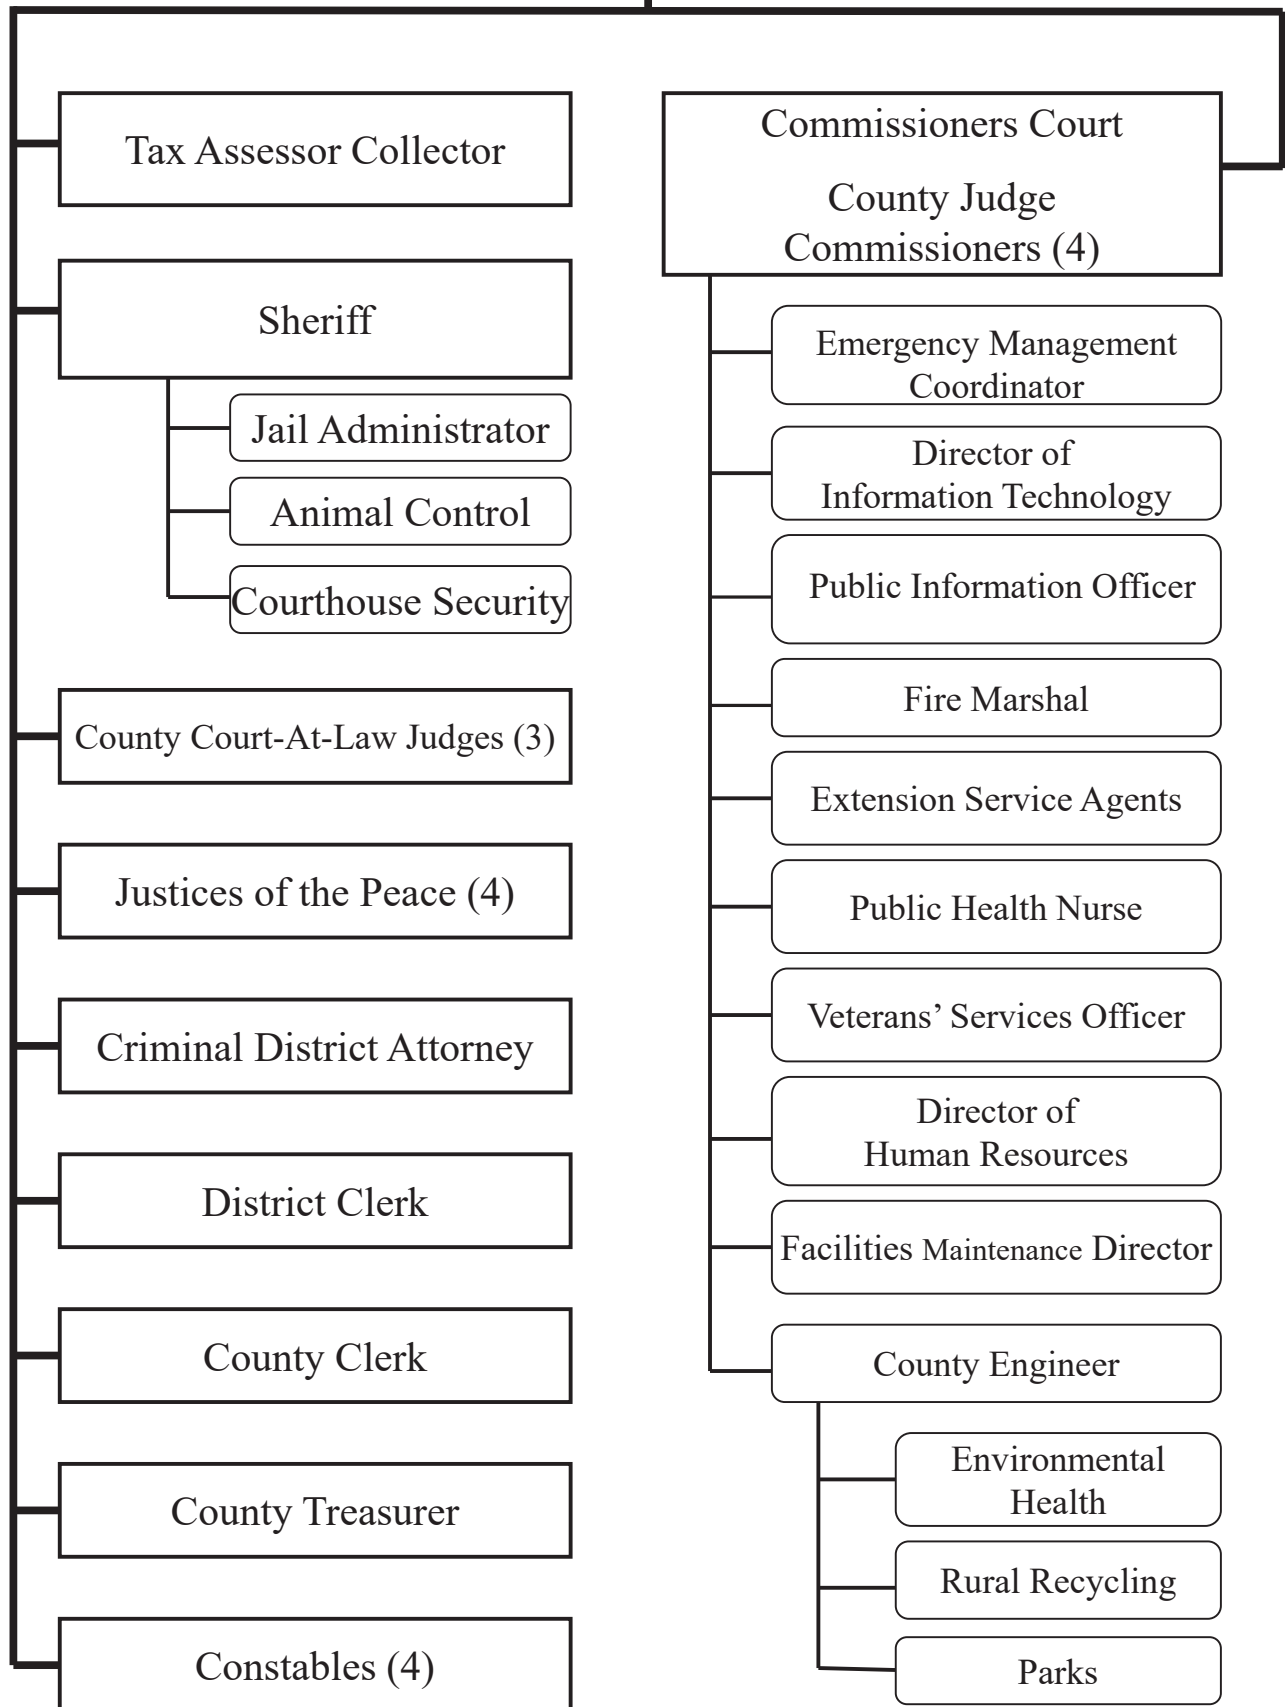 Tax Assessor Collector
Sheriff
Jail Administrator
Animal Control
Courthouse Security
County Court-At-Law Judges (3)
Justices of the Peace (4)
Criminal District Attorney
District Clerk
County Clerk
County Treasurer
Constables (4)
Commissioners Court
County Judge
Commissioners (4)
Emergency Management
Coordinator
Director of
Information Technology
Public Information Officer
Fire Marshal
Extension Service Agents
Public Health Nurse
Veterans’ Services Officer
Director of
Human Resources
Facilities Maintenance Director
County Engineer
Environmental
Health
Rural Recycling
Parks